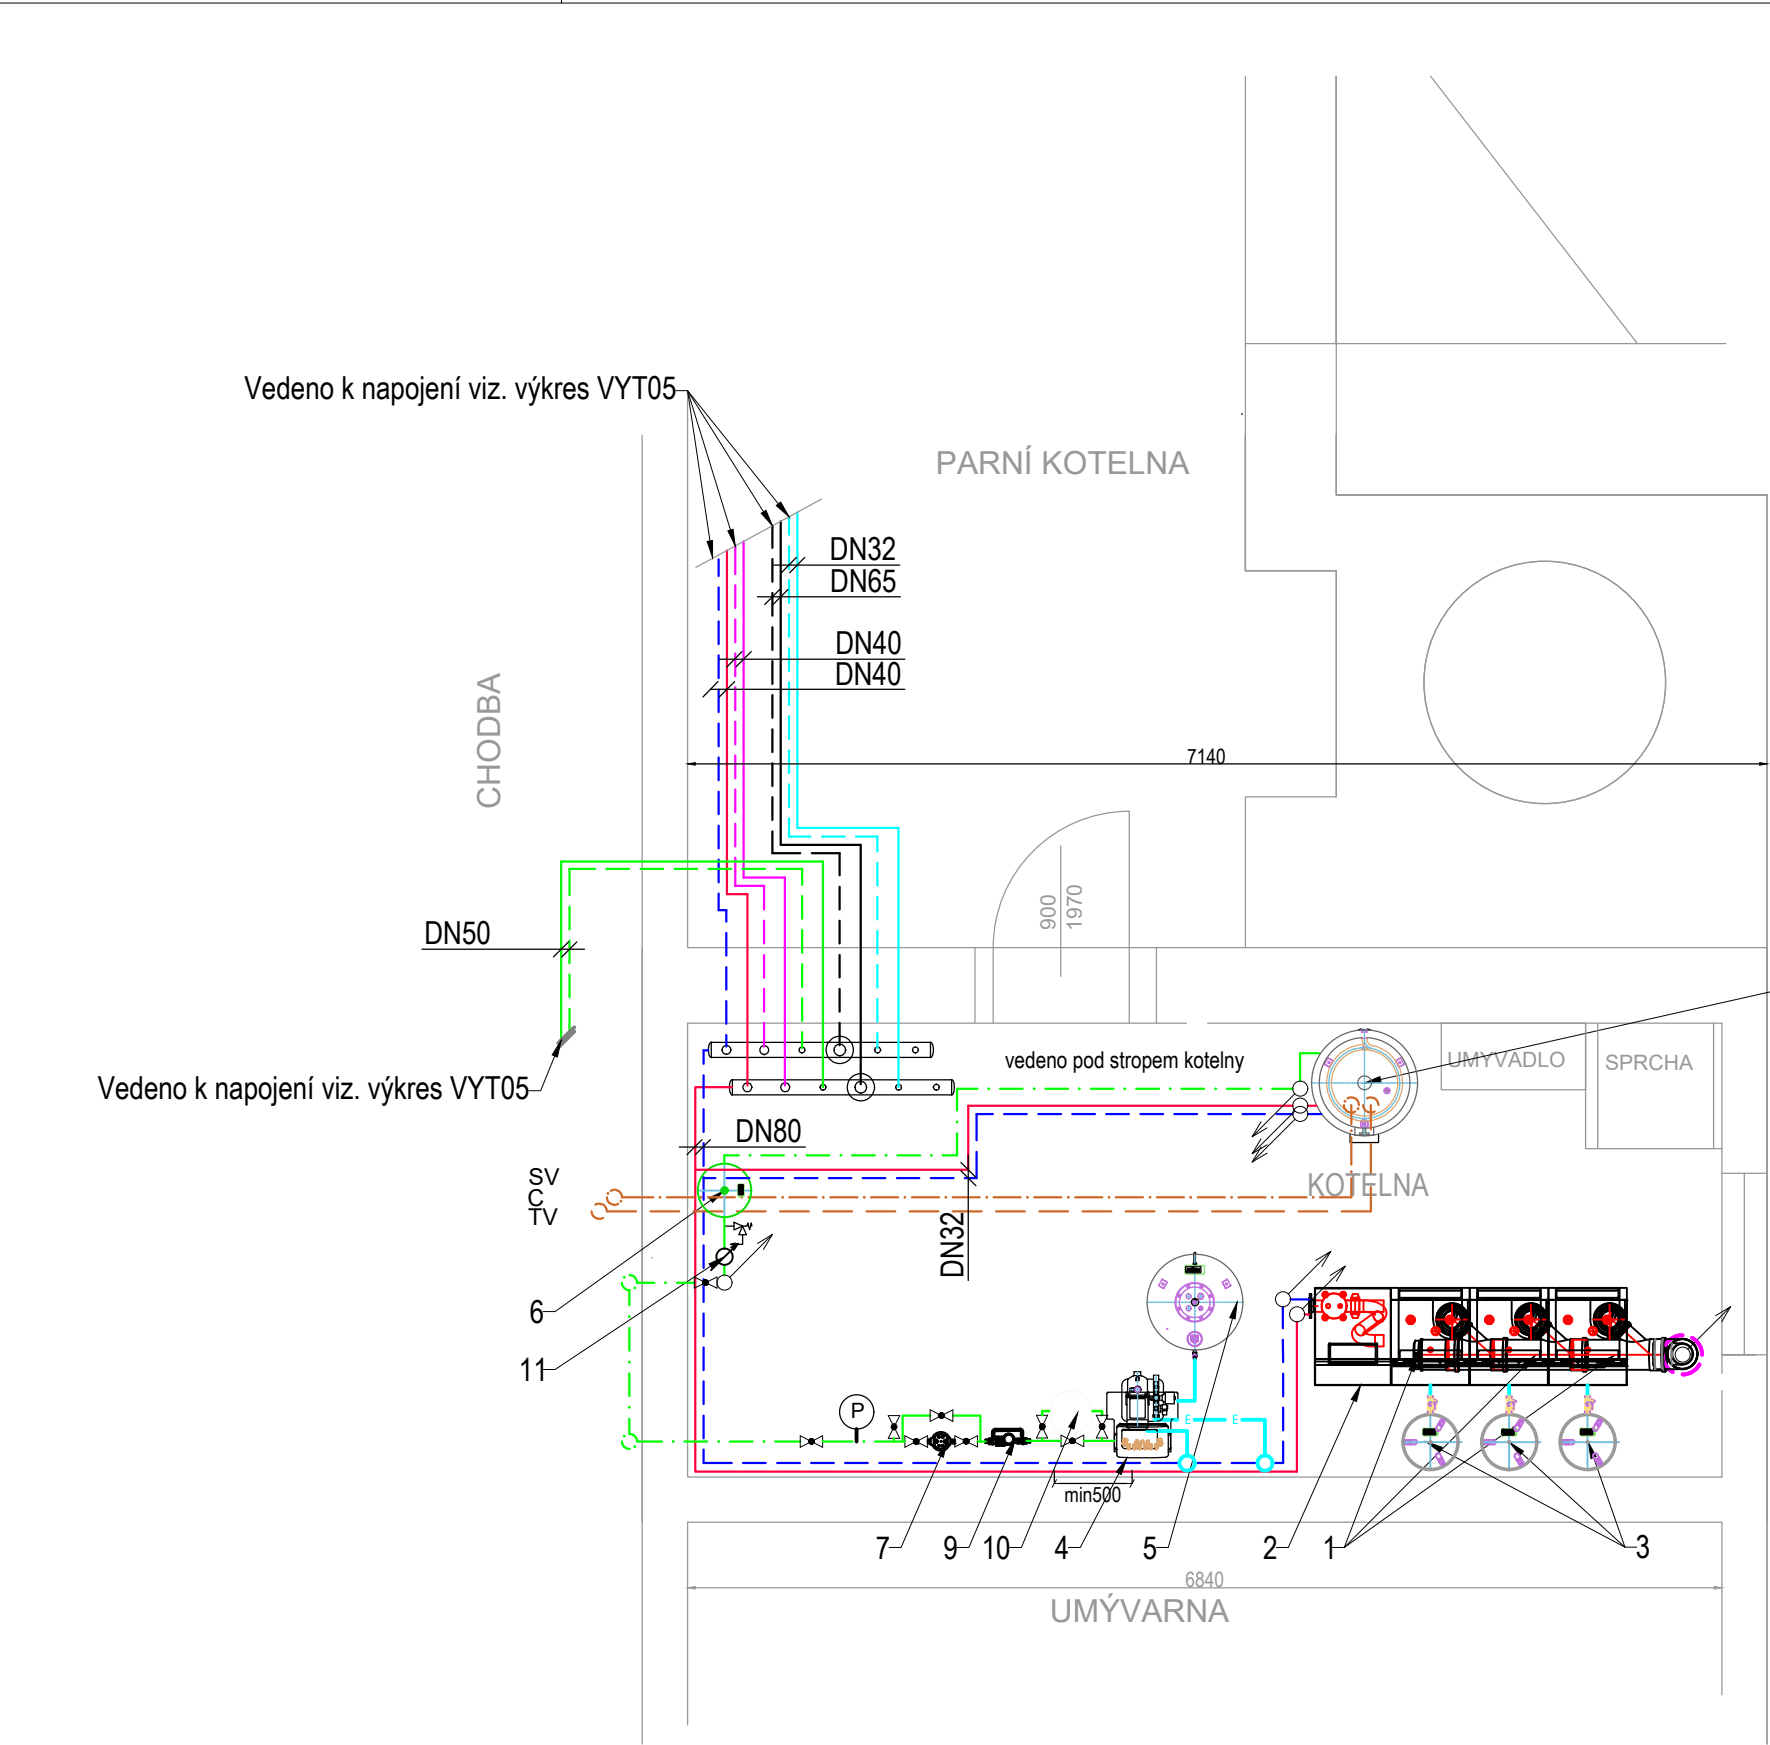 Vedeno k napojení viz. výkres VYT05
PARNÍ KOTELNA
DN32
DN65
DN40
DN40
CHODBA
7140
900
1970
DN50
vedeno pod stropem kotelny
UMYVADLO
SPRCHA
Vedeno k napojení viz. výkres VYT05
DN80
SV
C
TV
KOTELNA
DN32
6
11
P
E
E
min500
7
9
10
4
5
2
1
3
6840
UMÝVARNA